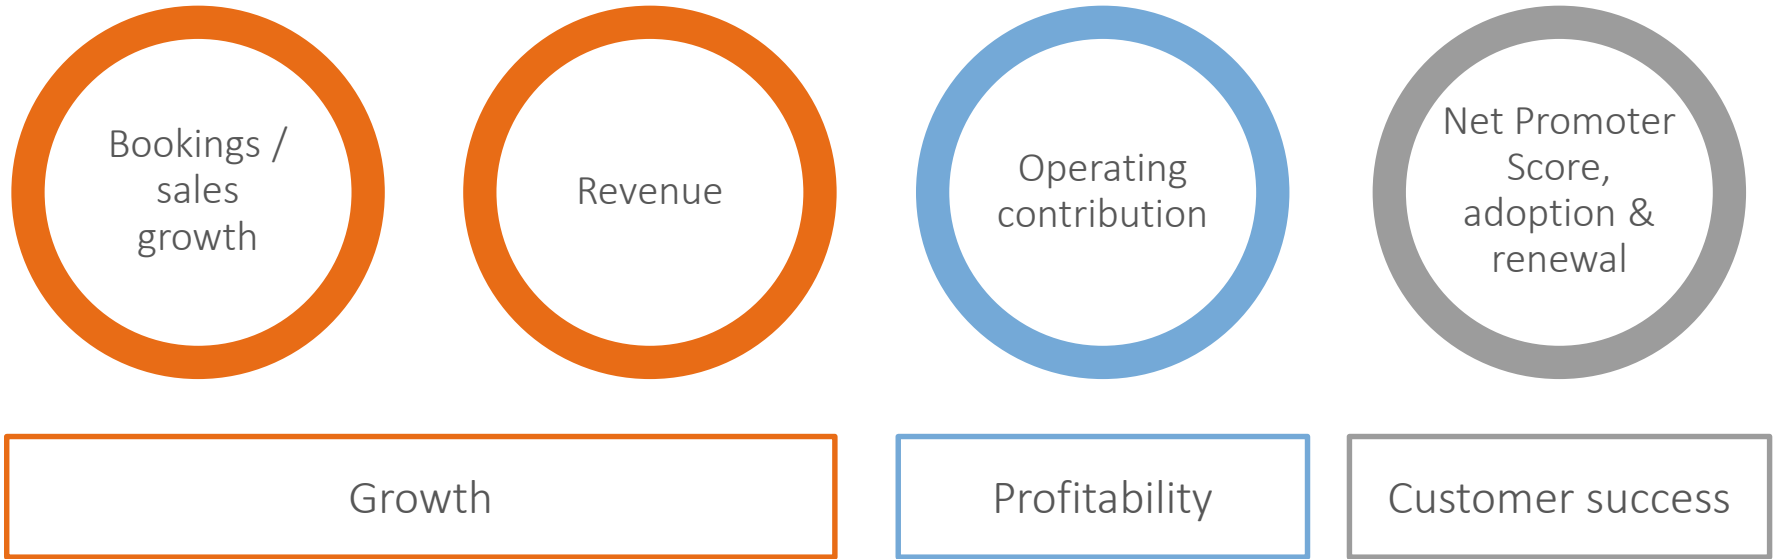 Bookings /
sales
growth
Revenue
Operating
contribution
Net Promoter
Score,
adoption &
renewal
Growth
Profitability
Customer success